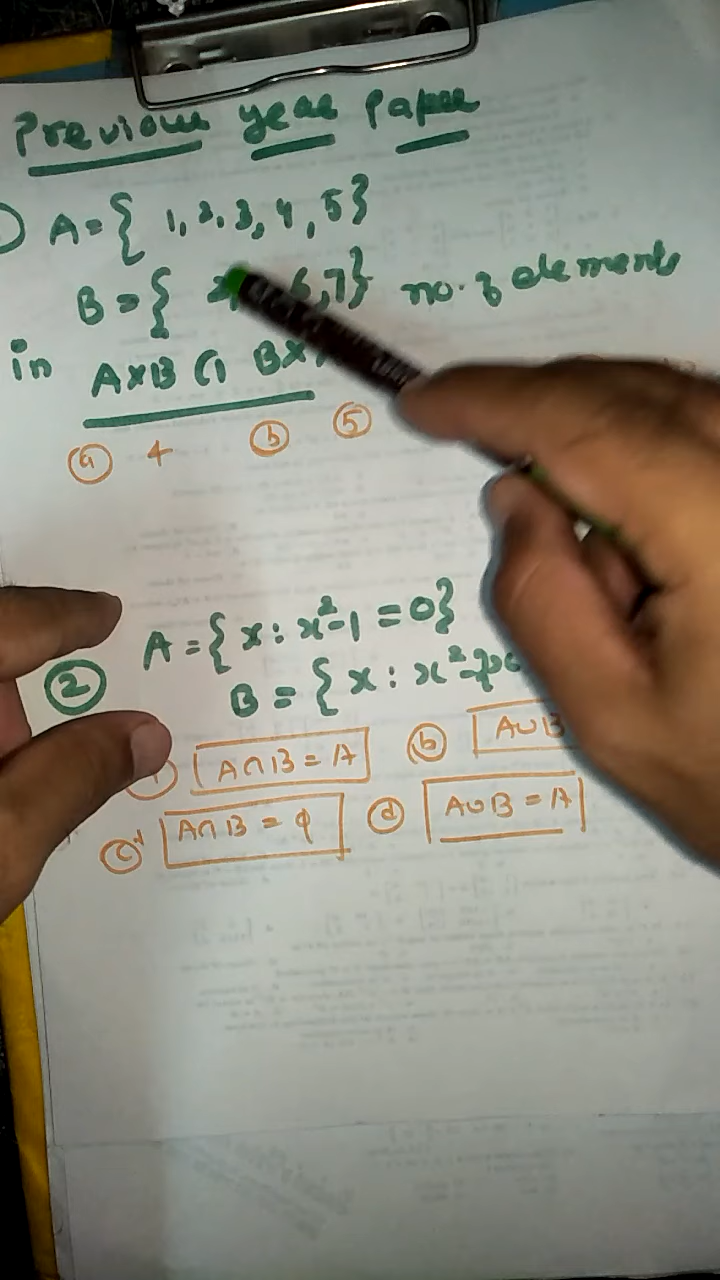 Previous year Paper
A={ 1,2,3,4,5}
B={ 6,7} no. of elements
in A×B ∩ B×
ⓐ 4 ⓑ ⑤
② A={x: x²-1=0}
B={x: x²
A∩B=A ⓑ A∪B
ⓒ A∩B=φ ⓓ A∪B=A